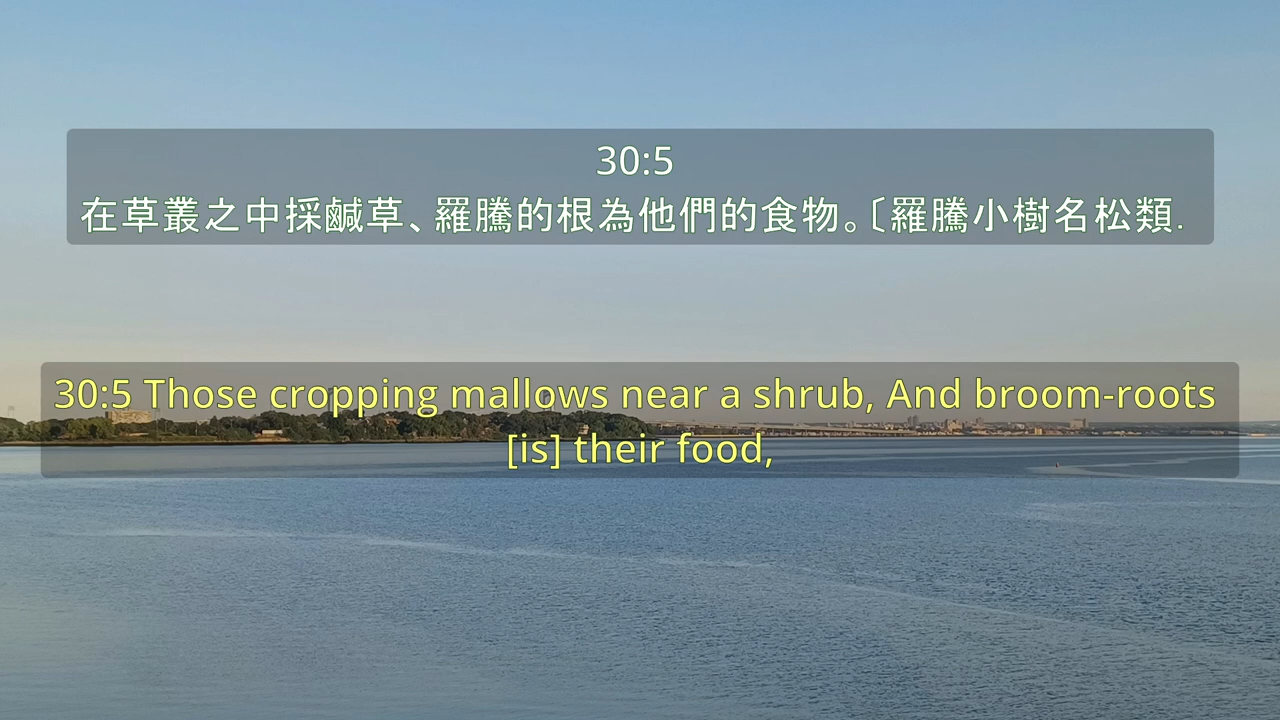 30:5
在草叢之中採鹹草、羅騰的根為他們的食物。〔羅騰小樹名松類.
30:5 Those cropping mallows near a shrub, And broom-roots
[is] their food,